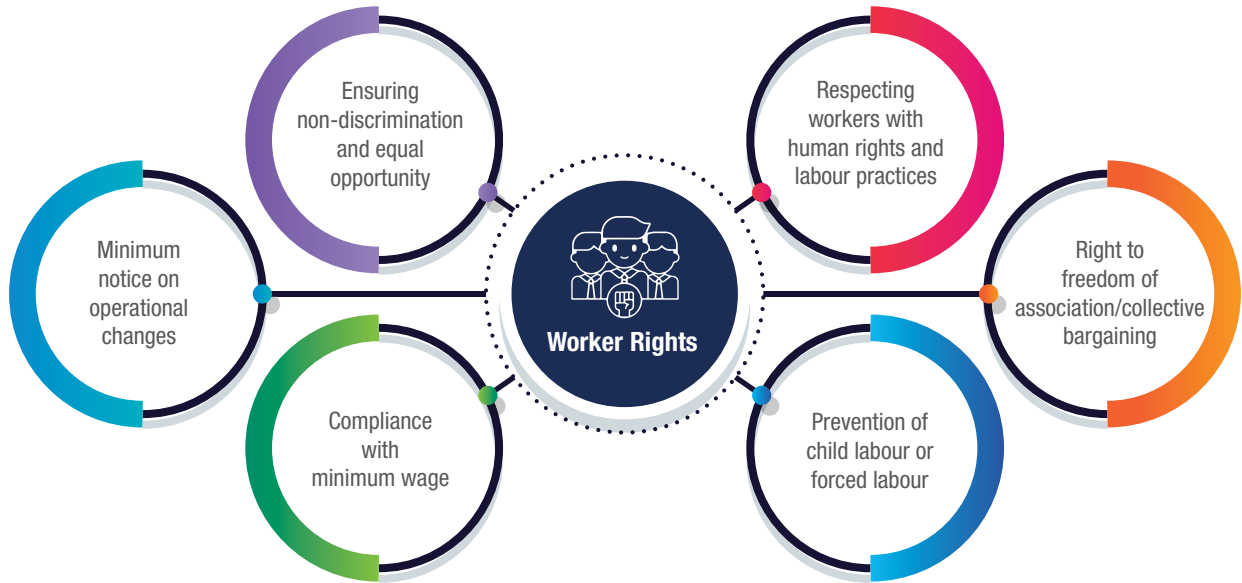 Ensuring
non-discrimination
and equal
opportunity
Respecting
workers with
human rights and
labour practices
Minimum
notice on
operational
changes
Worker Rights
Right to
freedom of
association/collective
bargaining
Compliance
with
minimum wage
Prevention of
child labour or
forced labour